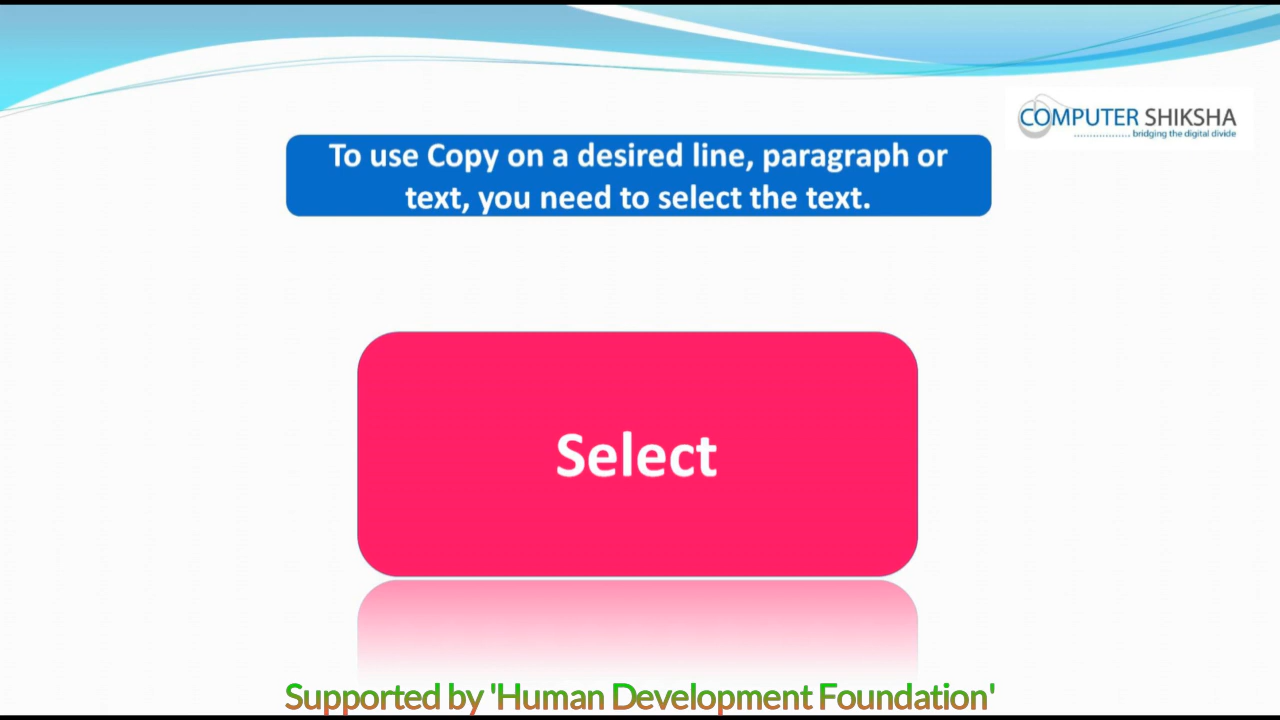 COMPUTER SHIKSHA
bridging the digital divide
To use Copy on a desired line, paragraph or
text, you need to select the text.
Select
Supported by 'Human Development Foundation'